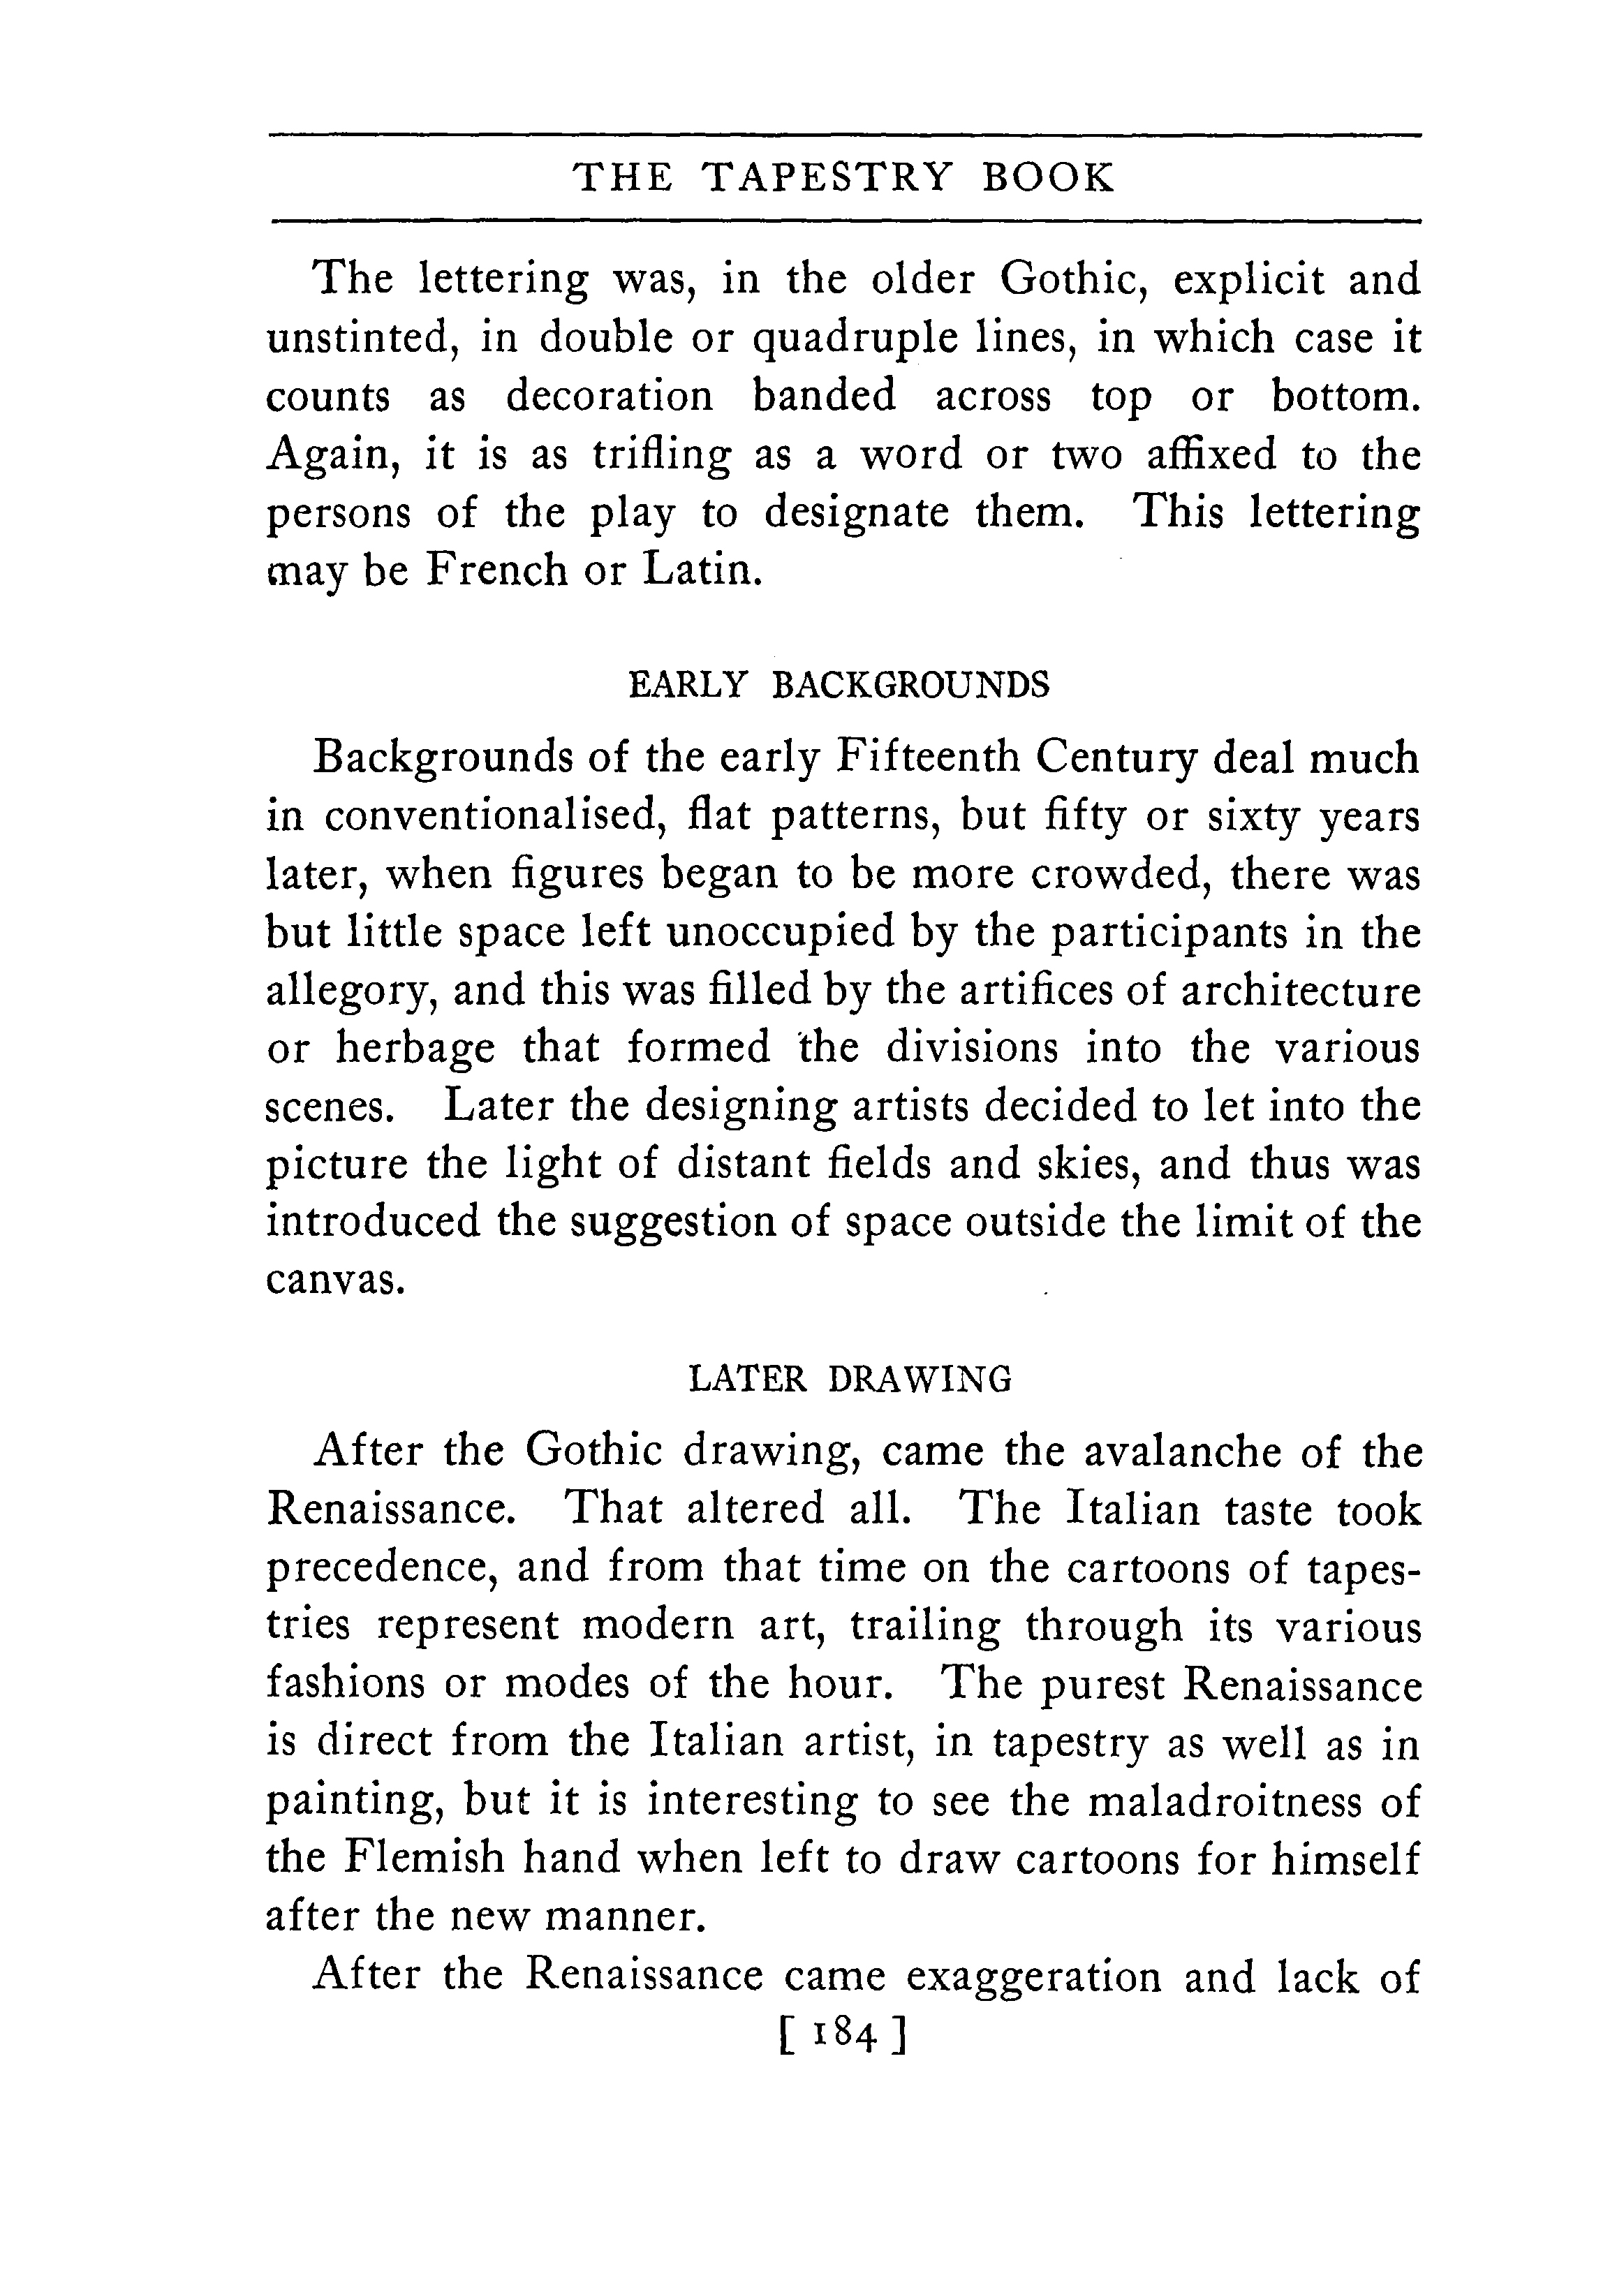 THE TAPESTRY BOOK
The lettering was, in the older Gothic, explicit and
unstinted, in double or quadruple lines, in which case it
counts as decoration banded across top or bottom.
Again, it is as trifling as a word or two affixed to the
persons of the play to designate them. This lettering
may be French or Latin.
EARLY BACKGROUNDS
Backgrounds of the early Fifteenth Century deal much
in conventionalised, flat patterns, but fifty or sixty years
later, when figures began to be more crowded, there was
but little space left unoccupied by the participants in the
allegory, and this was filled by the artifices of architecture
or herbage that formed the divisions into the various
scenes. Later the designing artists decided to let into the
picture the light of distant fields and skies, and thus was
introduced the suggestion of space outside the limit of the
canvas.
LATER DRAWING
After the Gothic drawing, came the avalanche of the
Renaissance. That altered all. The Italian taste took
precedence, and from that time on the cartoons of tapes-
tries represent modern art, trailing through its various
fashions or modes of the hour. The purest Renaissance
is direct from the Italian artist, in tapestry as well as in
painting, but it is interesting to see the maladroitness of
the Flemish hand when left to draw cartoons for himself
after the new manner.
After the Renaissance came exaggeration and lack of
[ 184 ]